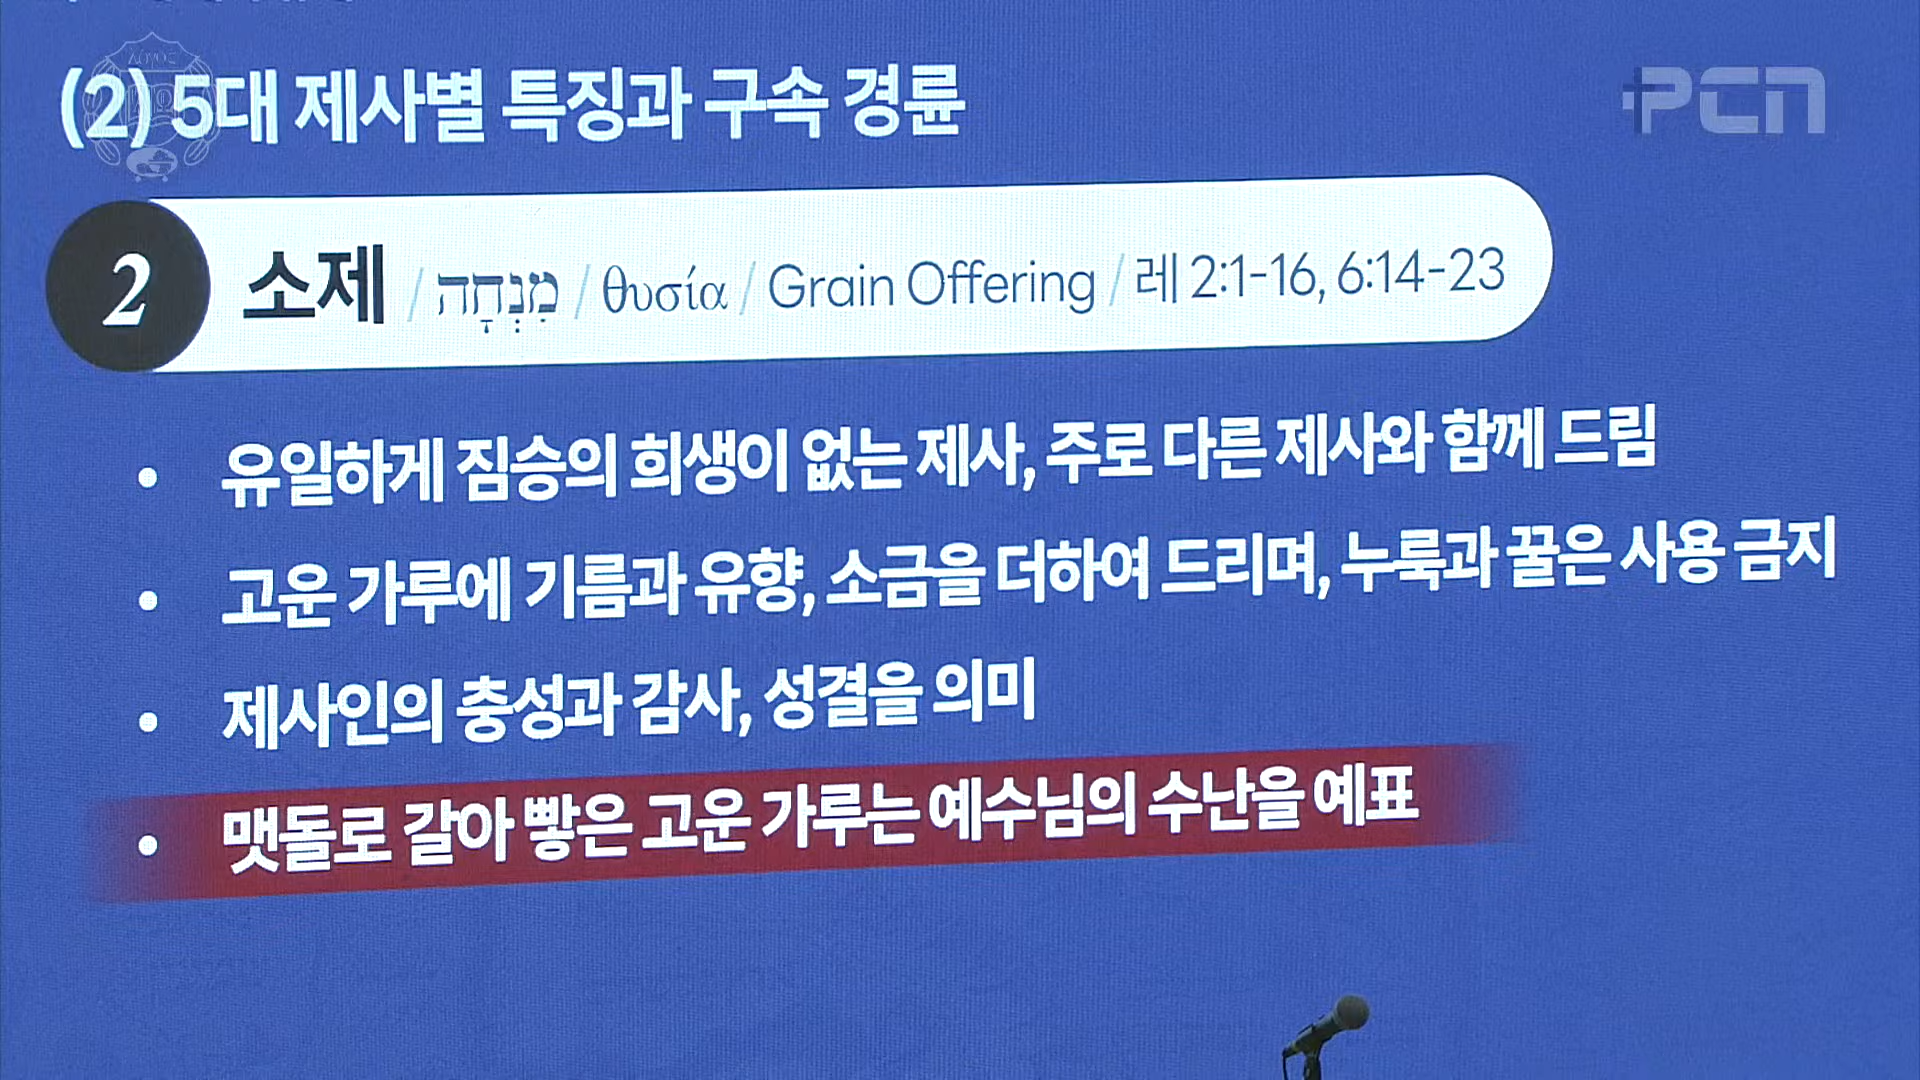 (2) 5대 제사별 특징과 구속 경륜
PCN
2 소제 / מִנְחָה / θυσία / Grain Offering / 레 2:1-16, 6:14-23
• 유일하게 짐승의 희생이 없는 제사, 주로 다른 제사와 함께 드림
• 고운 가루에 기름과 유향, 소금을 더하여 드리며, 누룩과 꿀은 사용 금지
• 제사인의 충성과 감사, 성결을 의미
• 맷돌로 갈아 빻은 고운 가루는 예수님의 수난을 예표